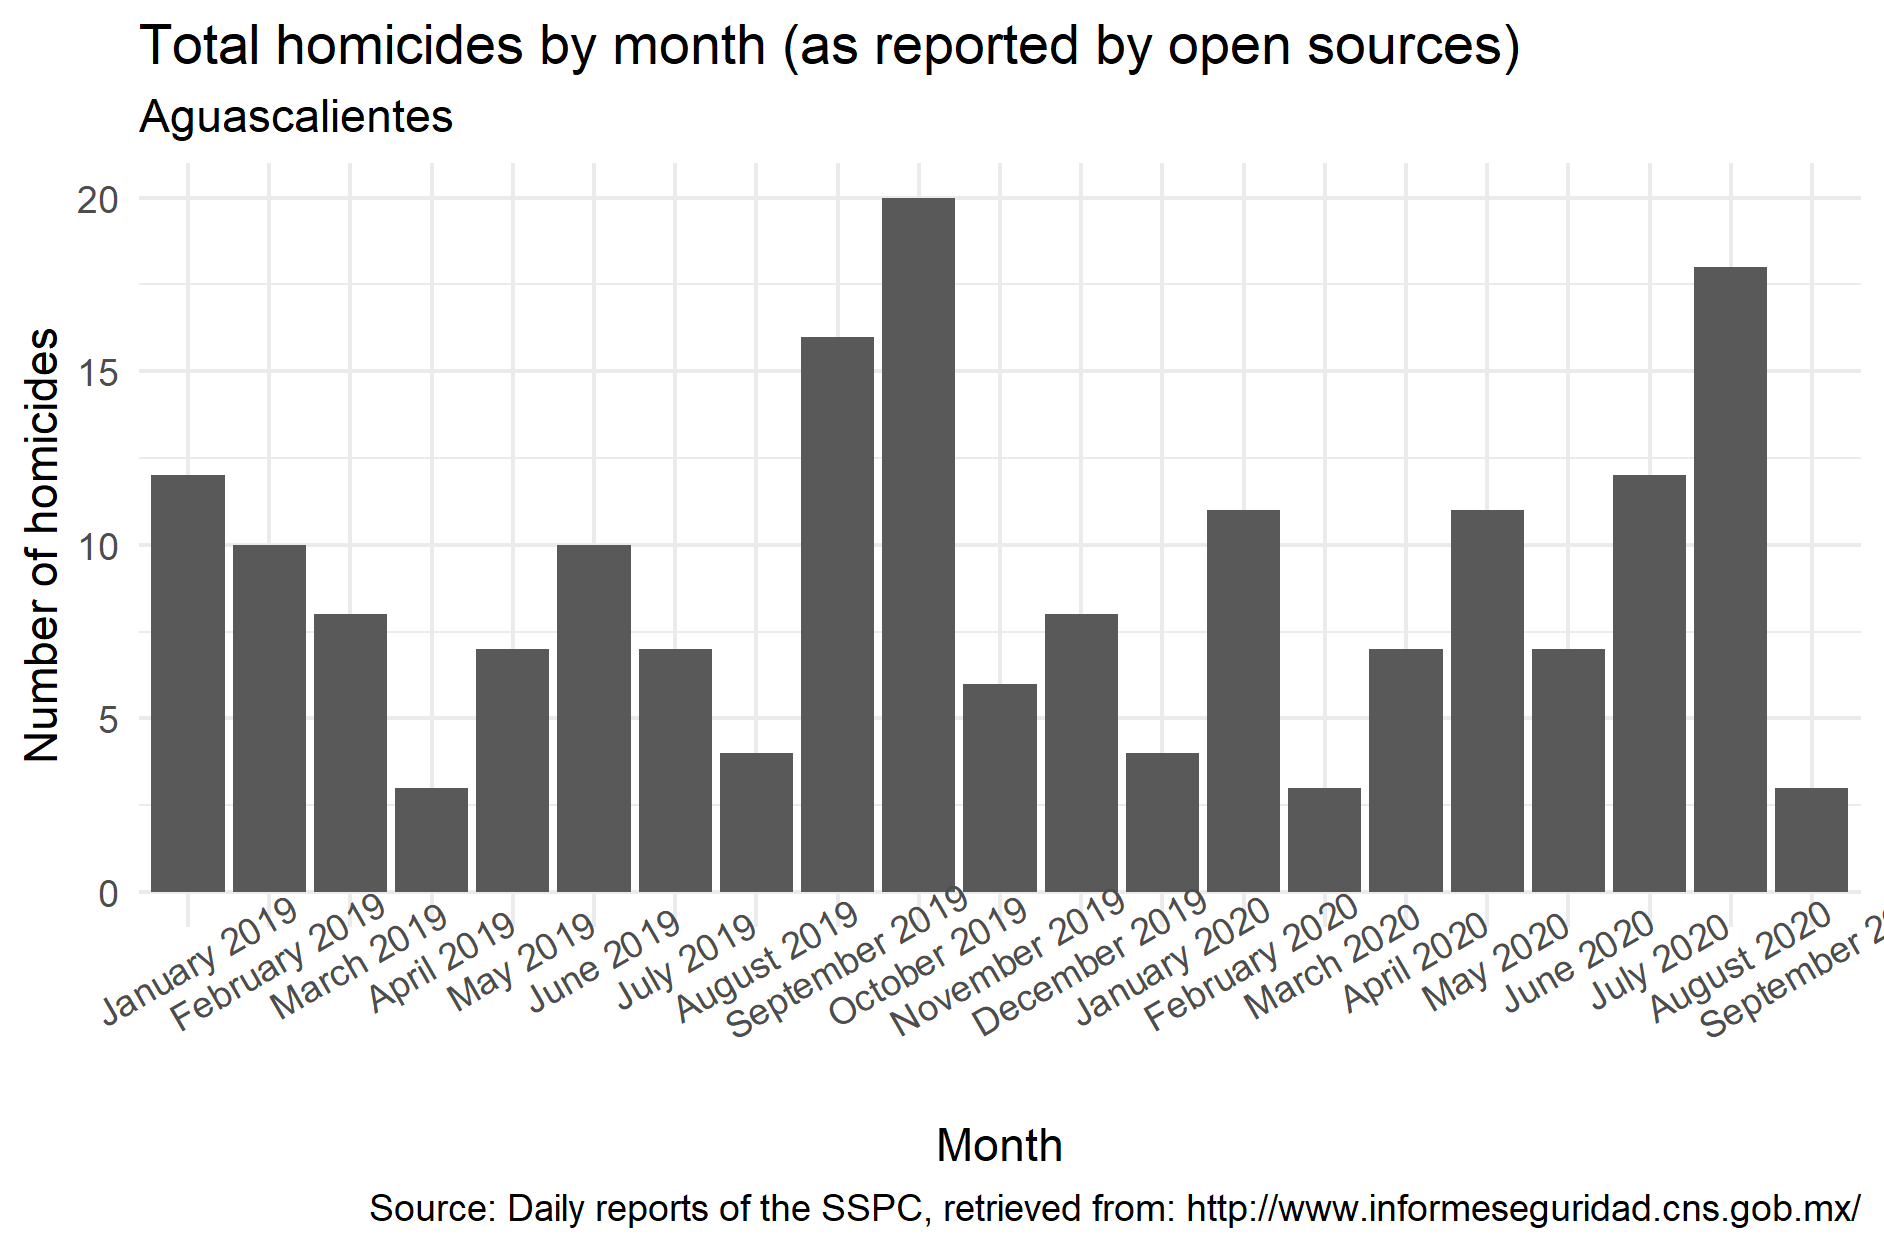 Total homicides by month (as reported by open sources)
Aguascalientes
Number of homicides
20
15
10
5
0
January 2019
February 2019
March 2019
April 2019
May 2019
June 2019
July 2019
August 2019
September 2019
October 2019
November 2019
December 2019
January 2020
February 2020
March 2020
April 2020
May 2020
June 2020
July 2020
August 2020
September 2
Month
Source: Daily reports of the SSPC, retrieved from: http://www.informeseguridad.cns.gob.mx/